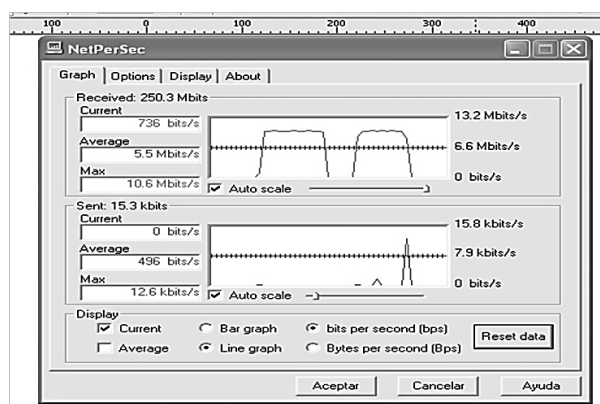 100 0 100 200 300 400
NetPerSec
Graph Options Display About
Received: 250.3 Mbits
Current
736 bits/s
Average
5.5 Mbits/s
Max
10.6 Mbits/s
Auto scale
13.2 Mbits/s
6.6 Mbits/s
0 bits/s
Sent: 15.3 kbits
Current
0 bits/s
Average
496 bits/s
Max
12.6 kbits/s
Auto scale
15.8 kbits/s
7.9 kbits/s
0 bits/s
Display
Current Bar graph bits per second (bps)
Average Line graph Bytes per second (Bps)
Reset data
Aceptar Cancelar Ayuda